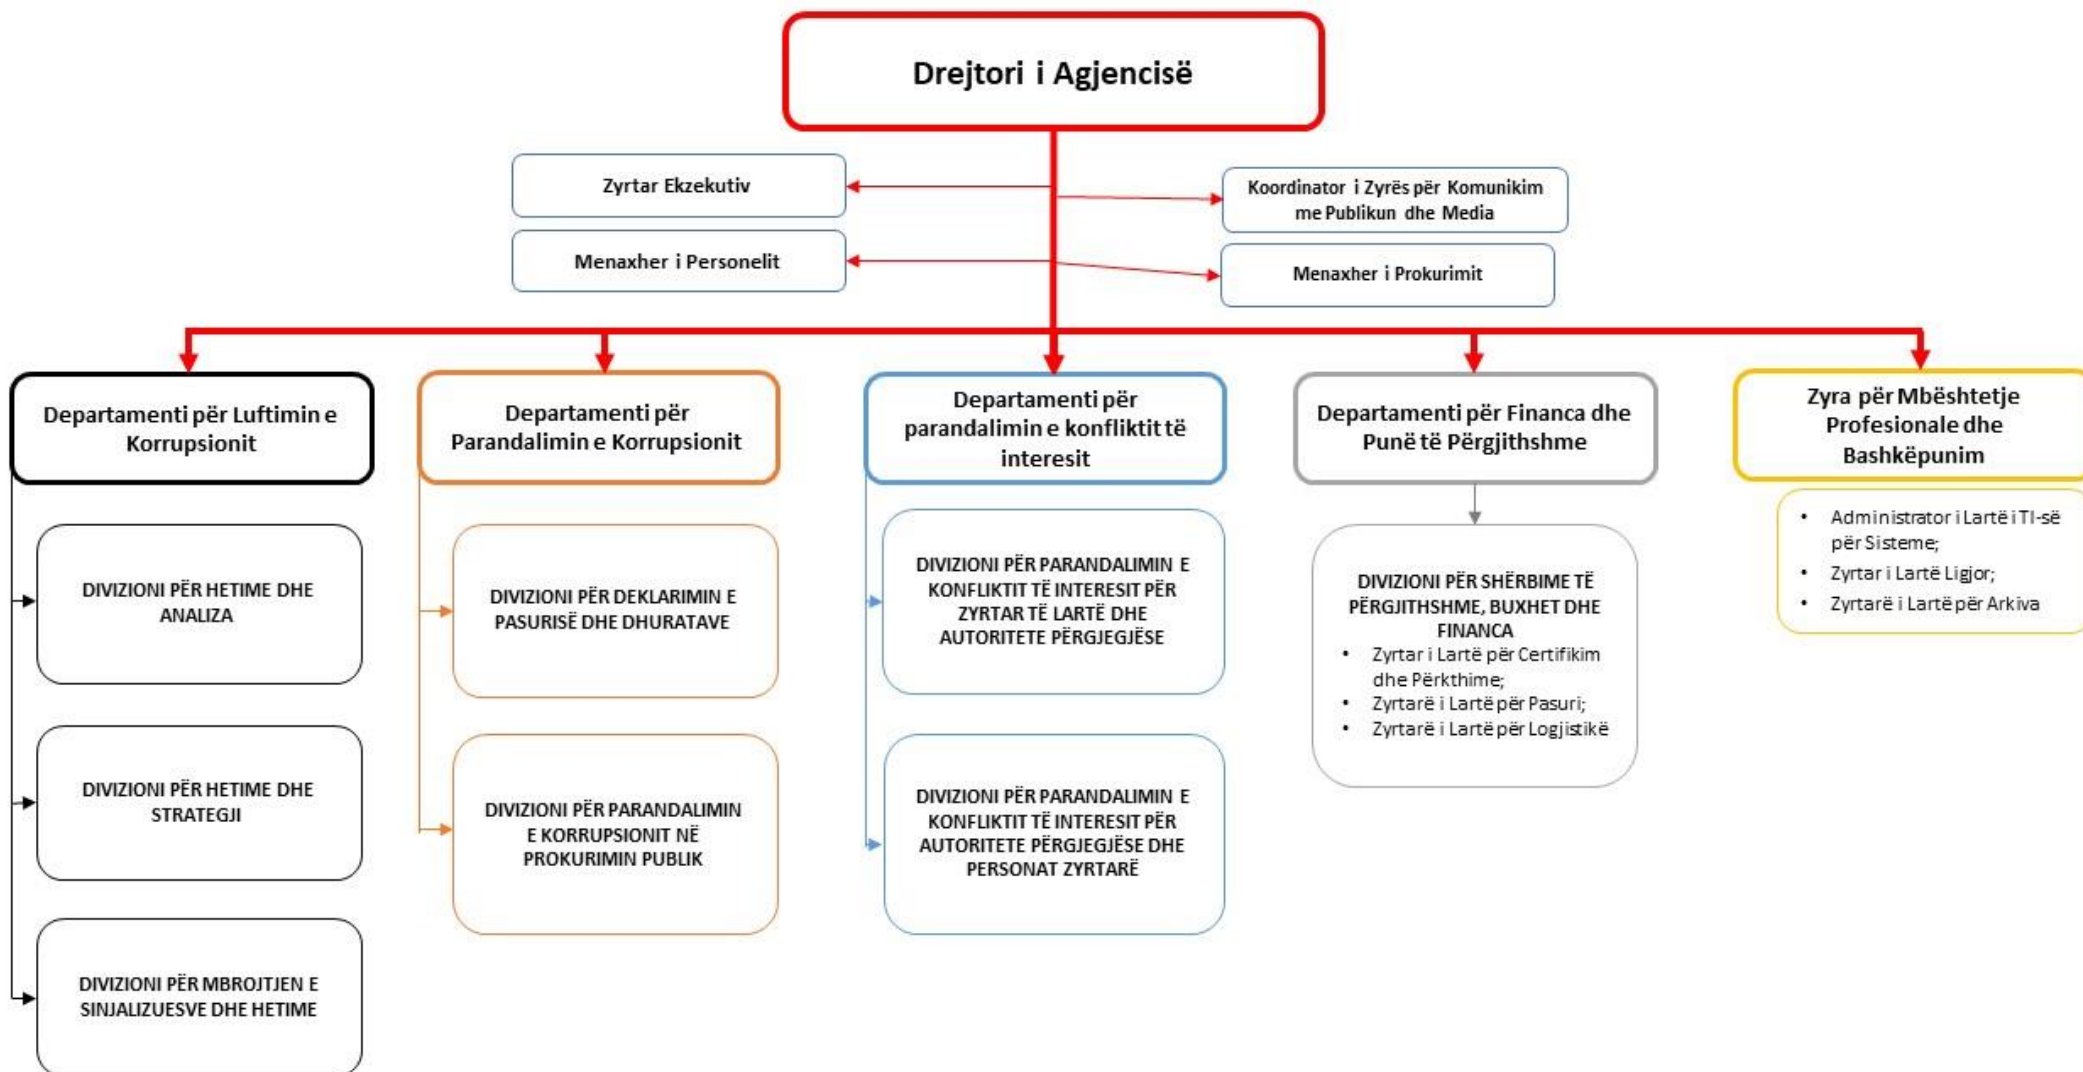 Drejtori i Agjencisë
Zyrtar Ekzekutiv
Koordinator i Zyrës për Komunikim
me Publikun dhe Media
Menaxher i Personelit
Menaxher i Prokurimit
Departamenti për Luftimin e
Korrupsionit
Departamenti për
Parandalimin e Korrupsionit
Departamenti për
parandalimin e konfliktit të
interesit
Departamenti për Financa dhe
Punë të Përgjithshme
Zyra për Mbështetje
Profesionale dhe
Bashkëpunim
DIVIZIONI PËR HETIME DHE
ANALIZA
DIVIZIONI PËR HETIME DHE
STRATEGJI
DIVIZIONI PËR MBROJTJEN E
SINJALIZUESVE DHE HETIME
DIVIZIONI PËR DEKLARIMIN E
PASURISË DHE DHURATAVE
DIVIZIONI PËR PARANDALIMIN
E KORRUPSIONIT NË
PROKURIMIN PUBLIK
DIVIZIONI PËR PARANDALIMIN E
KONFLIKTIT TË INTERESIT PËR
ZYRTAR TË LARTË DHE
AUTORITETE PËRGJEGJËSE
DIVIZIONI PËR PARANDALIMIN E
KONFLIKTIT TË INTERESIT PËR
AUTORITETE PËRGJEGJËSE DHE
PERSONAT ZYRTARË
DIVIZIONI PËR SHËRBIME TË
PËRGJITHSHME, BUXHET DHE
FINANCA
• Zyrtar i Lartë për Certifikim
dhe Përkthime;
• Zyrtarë i Lartë për Pasuri;
• Zyrtarë i Lartë për Logjistikë
• Administrator i Lartë i TI-së
për Sisteme;
• Zyrtar i Lartë Ligjor;
• Zyrtarë i Lartë për Arkiva